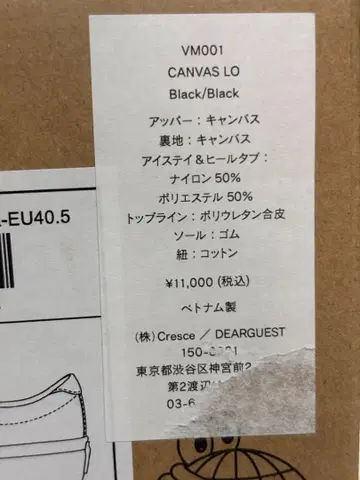 VM001
CANVAS LO
Black/Black
アッパー：キャンバス
裏地：キャンバス
アイステイ＆ヒールタブ：
ナイロン 50%
ポリエステル 50%
トップライン：ポリウレタン合皮
ソール：ゴム
紐：コットン
¥11,000 (税込)
ベトナム製
(株) Cresce ／ DEARGUEST
150-
東京都渋谷区神宮前2
第2渡辺
03-6
-EU40.5